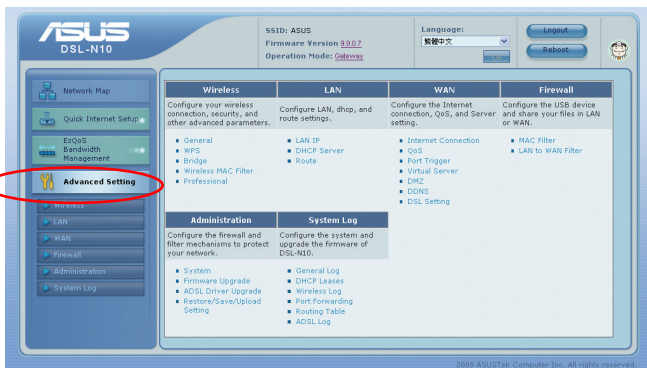 ASUS
DSL-N10
SSID: ASUS
Firmware Version 9.9.0.7
Operation Mode: Gateway
Language:
繁體中文
Logout
Reboot
Network Map
Quick Internet Setup
EzQoS
Bandwidth
Management
Advanced Setting
Wireless
LAN
WAN
Firewall
Administration
System Log
Wireless
Configure your wireless
connection, security, and
other advanced parameters.
General
WPS
Bridge
Wireless MAC Filter
Professional
LAN
Configure LAN, dhcp, and
route settings.
LAN IP
DHCP Server
Route
WAN
Configure the Internet
connection, QoS, and Server
setting.
Internet Connection
QoS
Port Trigger
Virtual Server
DMZ
DDNS
DSL Setting
Firewall
Configure the USB device
and share your files in LAN
or WAN.
MAC Filter
LAN to WAN Filter
Administration
Configure the firewall and
filter mechanisms to protect
your network.
System
Firmware Upgrade
ADSL Driver Upgrade
Restore/Save/Upload
Setting
System Log
Configure the system and
upgrade the firmware of
DSL-N10.
General Log
DHCP Leases
Wireless Log
Port Forwarding
Routing Table
ADSL Log
2009 ASUSTek Computer Inc. All rights reserved.